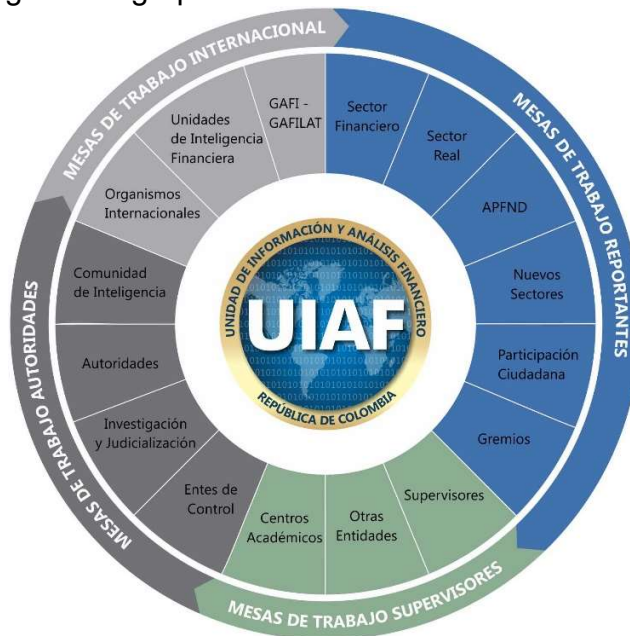 MESAS DE TRABAJO INTERNACIONAL
GAFI -
GAFILAT
Unidades
de Inteligencia
Financiera
Organismos
Internacionales
MESAS DE TRABAJO REPORTANTES
Sector
Financiero
Sector
Real
APFND
Nuevos
Sectores
Participación
Ciudadana
Gremios
MESAS DE TRABAJO SUPERVISORES
Supervisores
Otras
Entidades
Centros
Académicos
MESAS DE TRABAJO AUTORIDADES
Entes de
Control
Investigación
y Judicialización
Autoridades
Comunidad
de Inteligencia
UNIDAD DE INFORMACIÓN Y ANÁLISIS FINANCIERO
UIAF
REPÚBLICA DE COLOMBIA